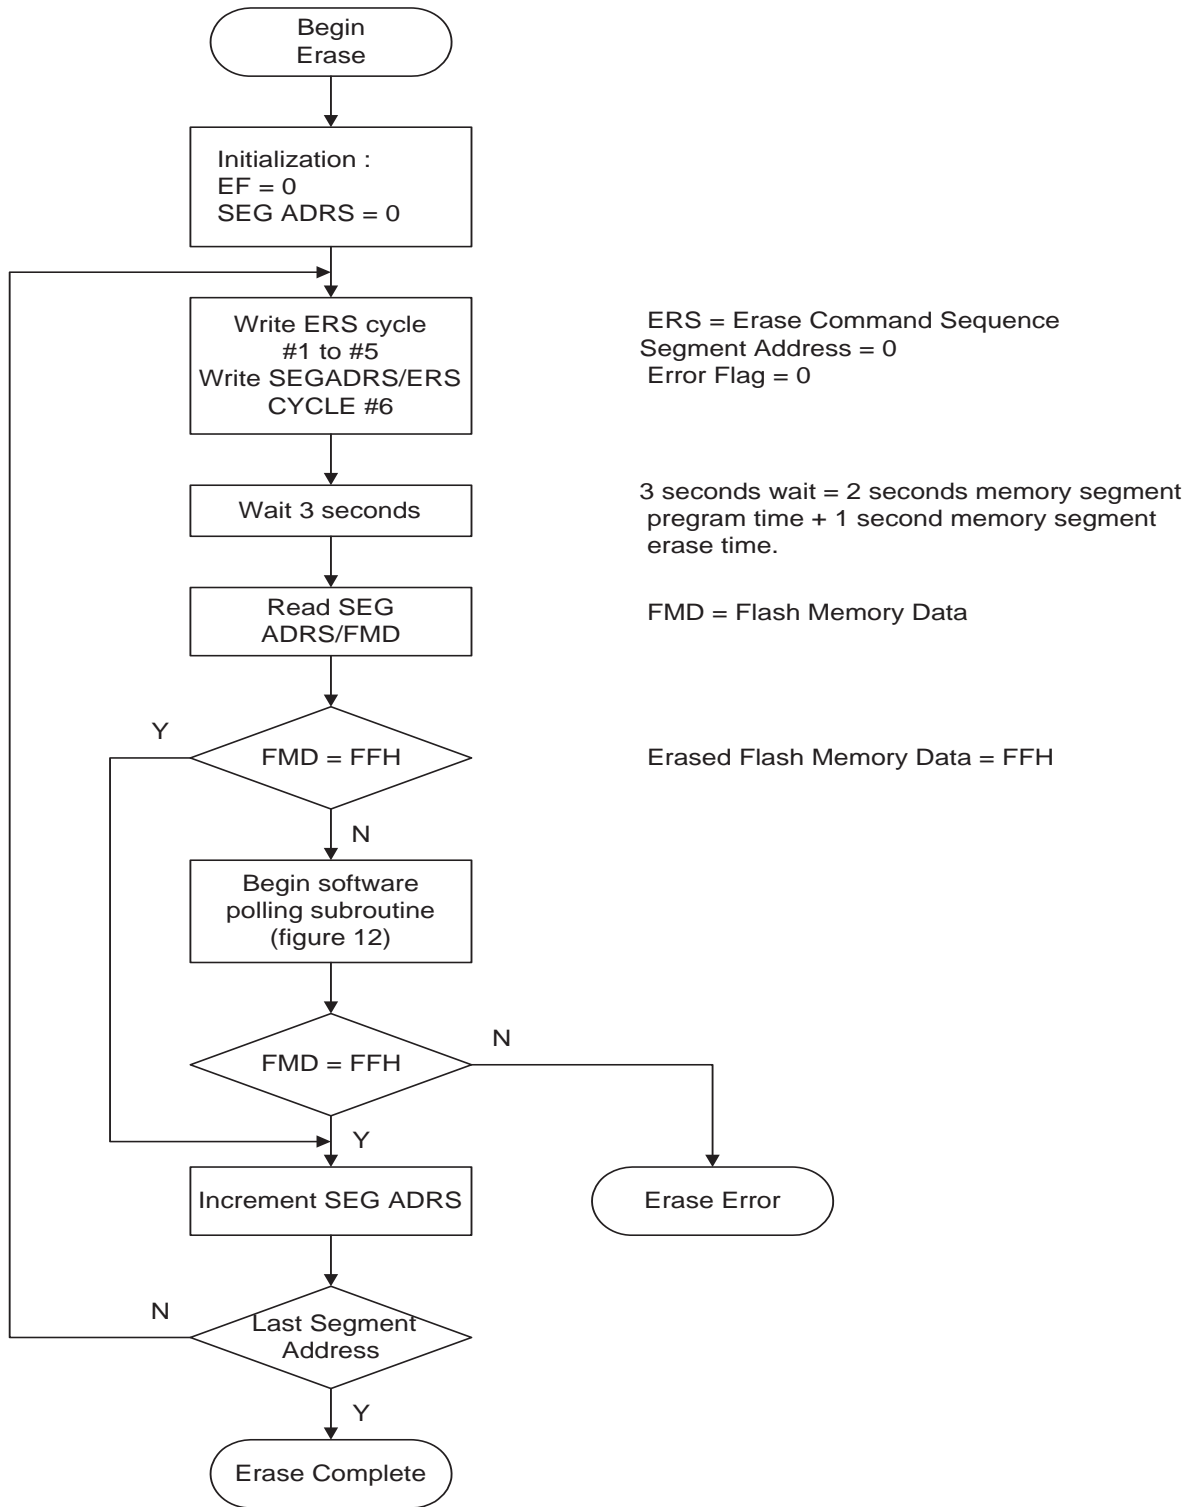 Begin
Erase
Initialization :
EF = 0
SEG ADRS = 0
Write ERS cycle
#1 to #5
Write SEGADRS/ERS
CYCLE #6
ERS = Erase Command Sequence
Segment Address = 0
Error Flag = 0
Wait 3 seconds
3 seconds wait = 2 seconds memory segment
pregram time + 1 second memory segment
erase time.
Read SEG
ADRS/FMD
FMD = Flash Memory Data
Y
FMD = FFH
Erased Flash Memory Data = FFH
N
Begin software
polling subroutine
(figure 12)
FMD = FFH
N
Y
Increment SEG ADRS
Erase Error
N
Last Segment
Address
Y
Erase Complete